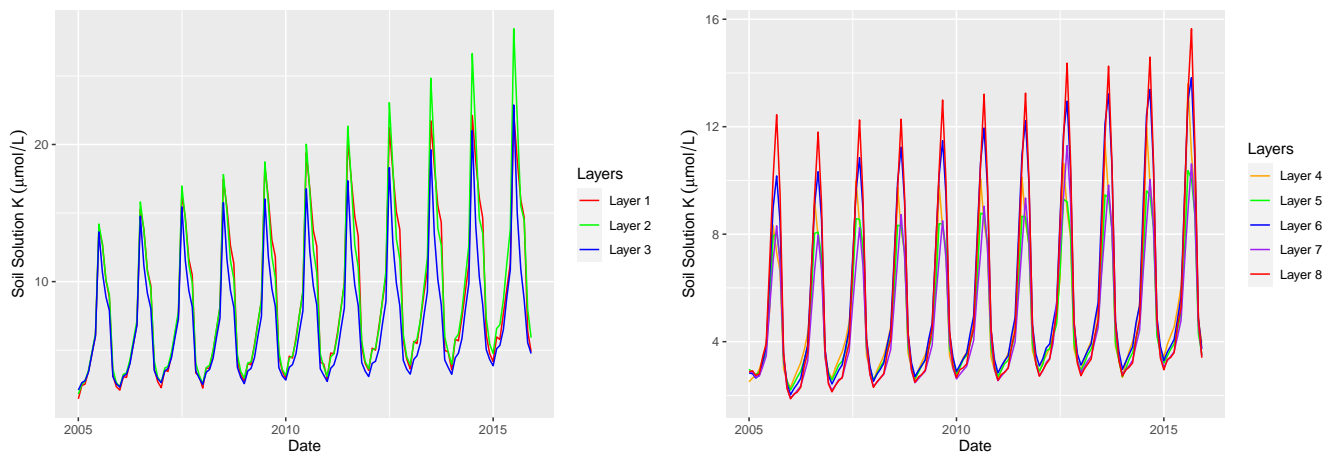 Soil Solution K (μmol/L)
20
10
2005
2010
2015
Date
Layers
Layer 1
Layer 2
Layer 3
Soil Solution K (μmol/L)
16
12
8
4
2005
2010
2015
Date
Layers
Layer 4
Layer 5
Layer 6
Layer 7
Layer 8